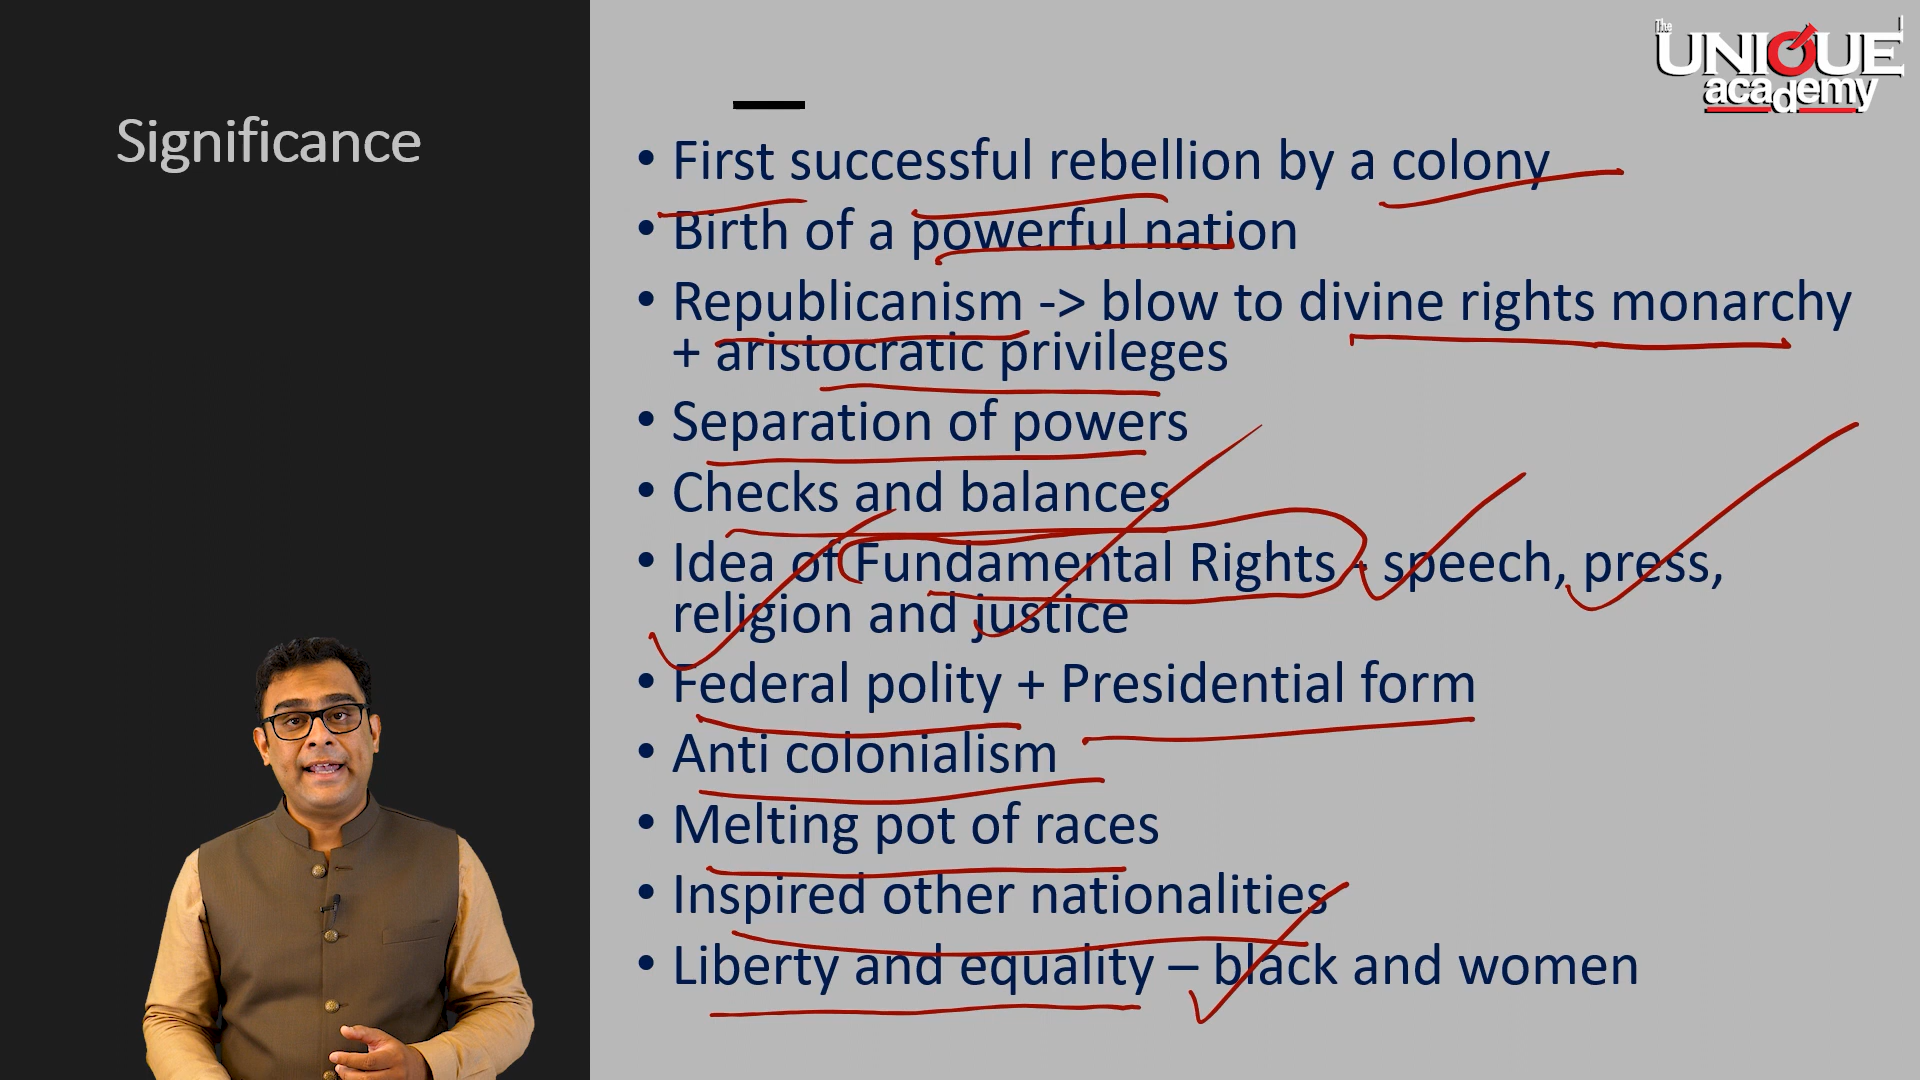 The
UNIQUE
academy
Significance
• First successful rebellion by a colony
• Birth of a powerful nation
• Republicanism -> blow to divine rights monarchy
+ aristocratic privileges
• Separation of powers
• Checks and balances
• Idea of Fundamental Rights - speech, press,
religion and justice
• Federal polity + Presidential form
• Anti colonialism
• Melting pot of races
• Inspired other nationalities
• Liberty and equality – black and women